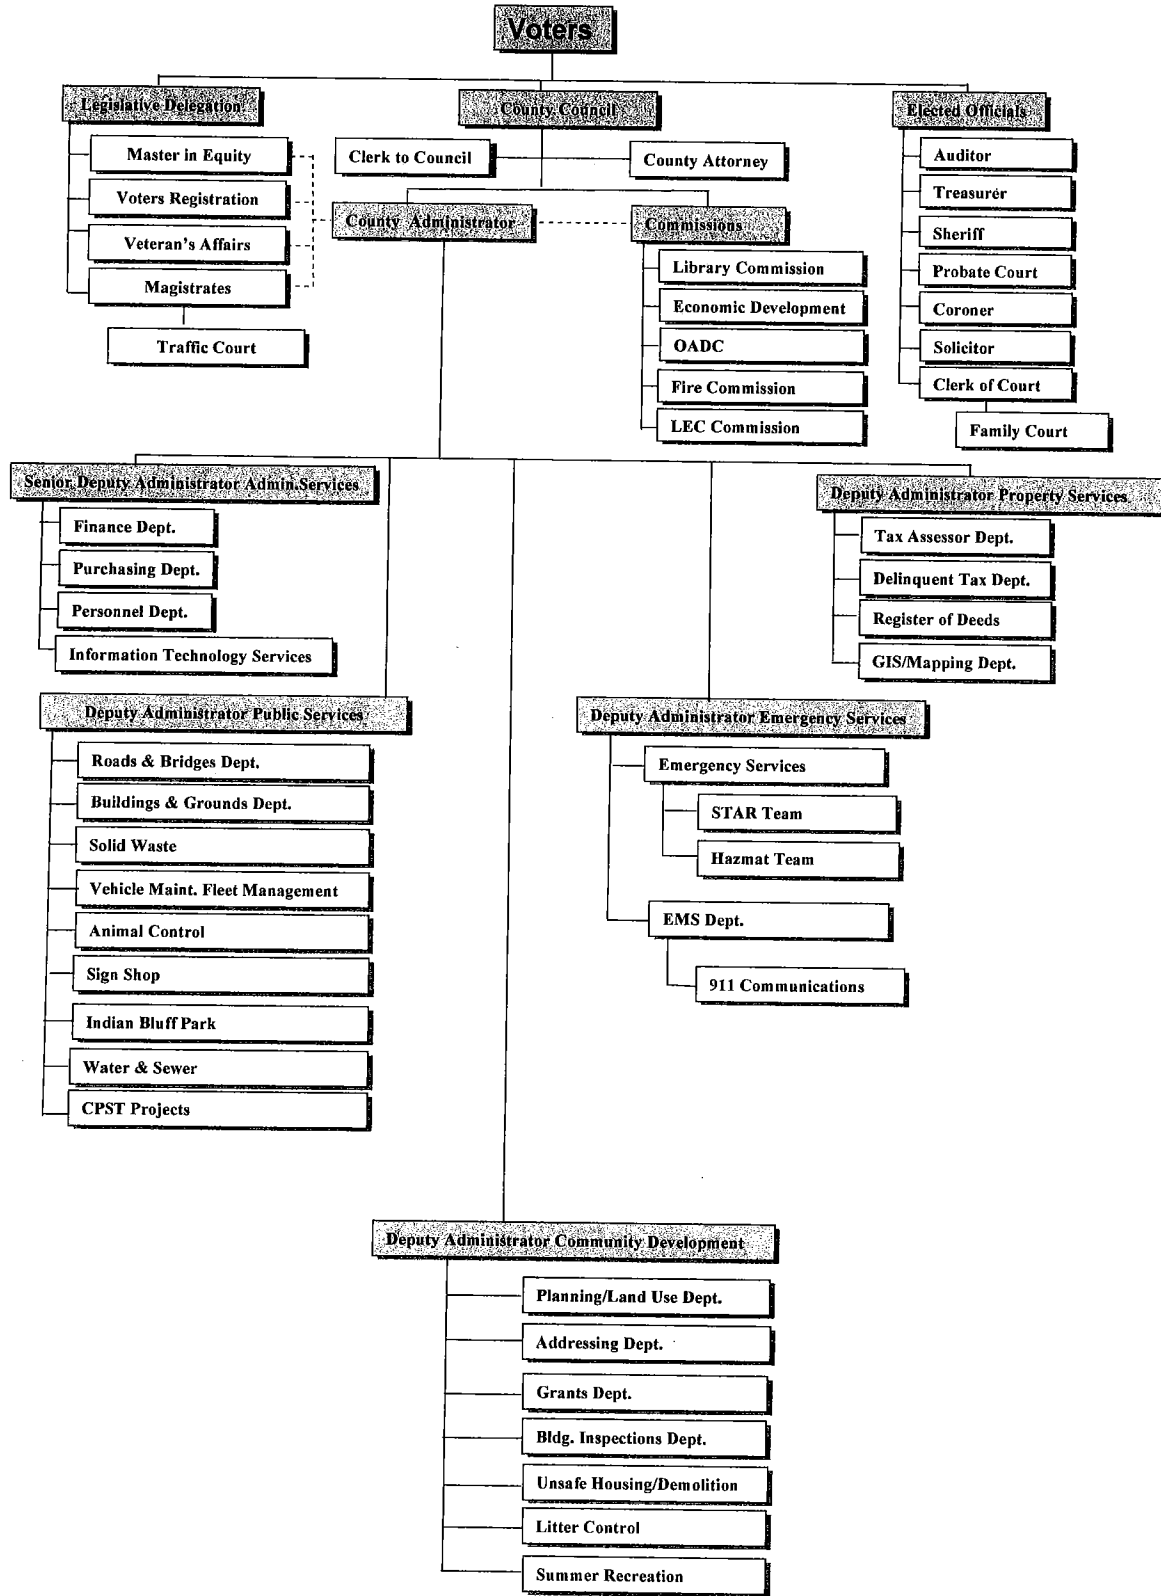 Voters
Legislative Delegation
County Council
Elected Officials
Master in Equity
Voters Registration
Veteran's Affairs
Magistrates
Traffic Court
Clerk to Council
County Attorney
County Administrator
Commissions
Library Commission
Economic Development
OADC
Fire Commission
LEC Commission
Auditor
Treasurer
Sheriff
Probate Court
Coroner
Solicitor
Clerk of Court
Family Court
Senior Deputy Administrator Admin.Services
Finance Dept.
Purchasing Dept.
Personnel Dept.
Information Technology Services
Deputy Administrator Property Services
Tax Assessor Dept.
Delinquent Tax Dept.
Register of Deeds
GIS/Mapping Dept.
Deputy Administrator Public Services
Roads & Bridges Dept.
Buildings & Grounds Dept.
Solid Waste
Vehicle Maint. Fleet Management
Animal Control
Sign Shop
Indian Bluff Park
Water & Sewer
CPST Projects
Deputy Administrator Emergency Services
Emergency Services
STAR Team
Hazmat Team
EMS Dept.
911 Communications
Deputy Administrator Community Development
Planning/Land Use Dept.
Addressing Dept.
Grants Dept.
Bldg. Inspections Dept.
Unsafe Housing/Demolition
Litter Control
Summer Recreation